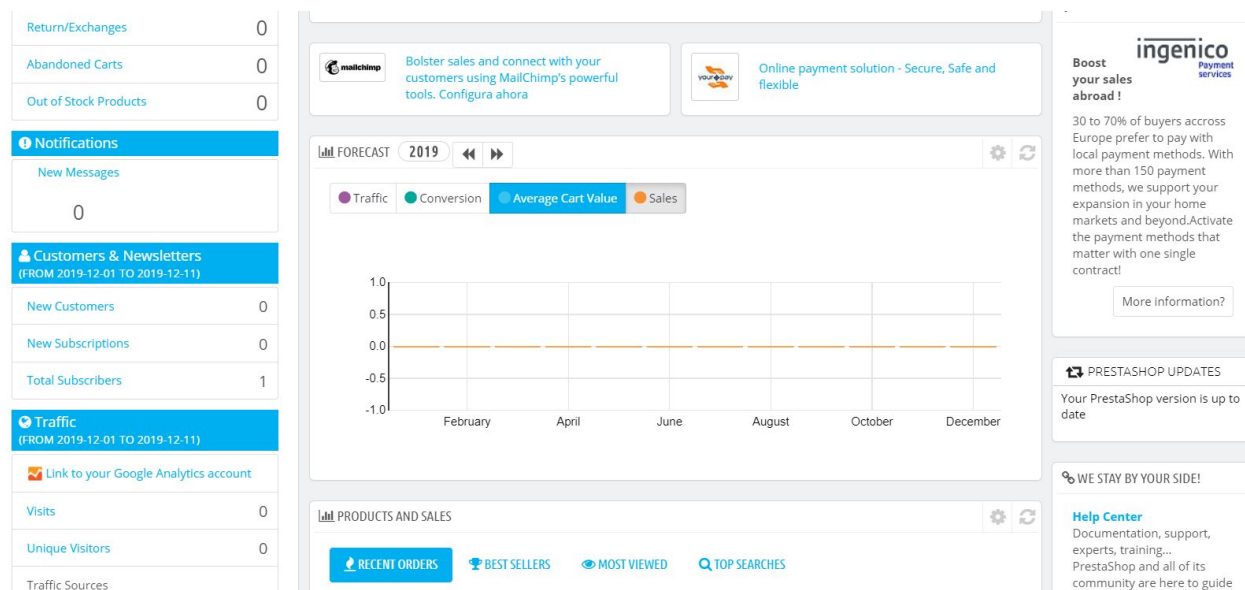 Return/Exchanges 0
Abandoned Carts 0
Out of Stock Products 0
Notifications
New Messages
0
Customers & Newsletters
(FROM 2019-12-01 TO 2019-12-11)
New Customers 0
New Subscriptions 0
Total Subscribers 1
Traffic
(FROM 2019-12-01 TO 2019-12-11)
Link to your Google Analytics account
Visits 0
Unique Visitors 0
Traffic Sources
mailchimp
Bolster sales and connect with your
customers using MailChimp's powerful
tools. Configura ahora
your pay
Online payment solution - Secure, Safe and
flexible
FORECAST 2019
Traffic Conversion Average Cart Value Sales
1.0
0.5
0.0
-0.5
-1.0
February April June August October December
PRODUCTS AND SALES
RECENT ORDERS BEST SELLERS MOST VIEWED TOP SEARCHES
ingenico
Payment
services
Boost
your sales
abroad !
30 to 70% of buyers accross
Europe prefer to pay with
local payment methods. With
more than 150 payment
methods, we support your
expansion in your home
markets and beyond.Activate
the payment methods that
matter with one single
contract!
More information?
PRESTASHOP UPDATES
Your PrestaShop version is up to
date
WE STAY BY YOUR SIDE!
Help Center
Documentation, support,
experts, training...
PrestaShop and all of its
community are here to guide